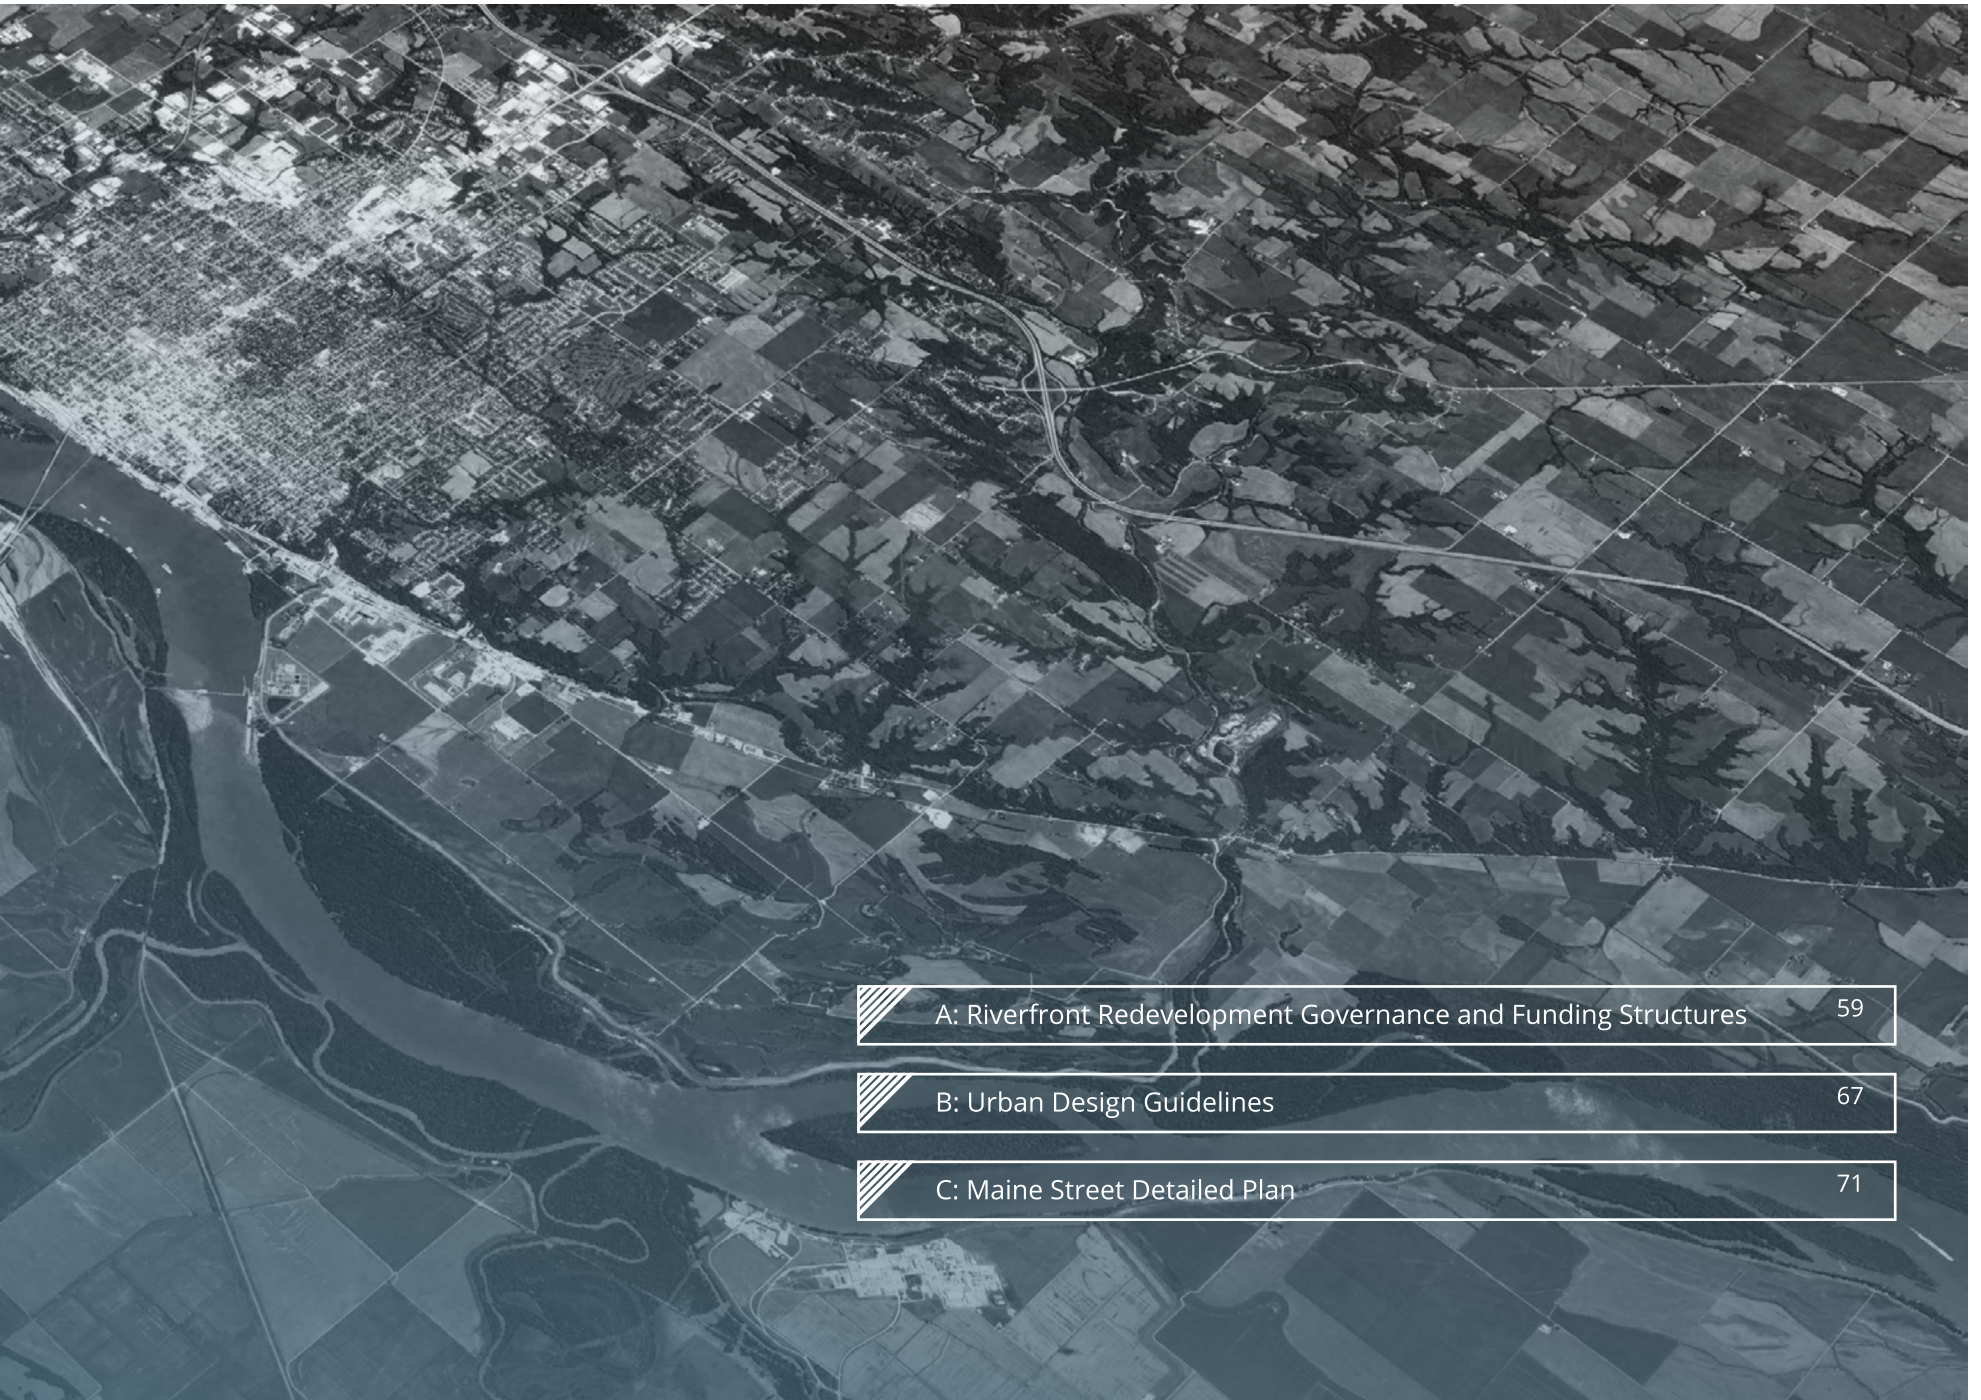 A: Riverfront Redevelopment Governance and Funding Structures 59
B: Urban Design Guidelines 67
C: Maine Street Detailed Plan 71